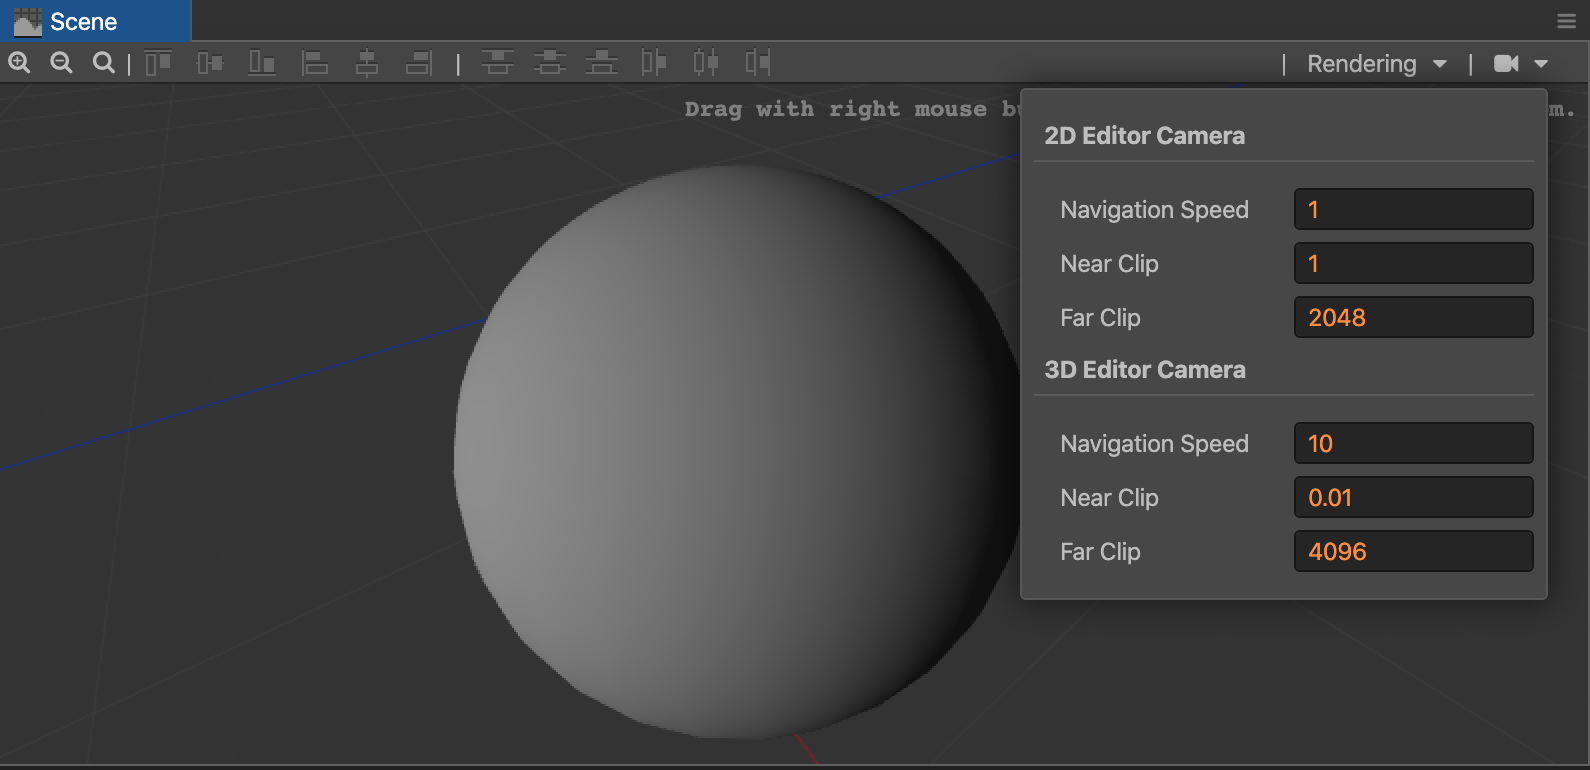 Scene
Rendering
Drag with right mouse
m.
2D Editor Camera
Navigation Speed 1
Near Clip 1
Far Clip 2048
3D Editor Camera
Navigation Speed 10
Near Clip 0.01
Far Clip 4096